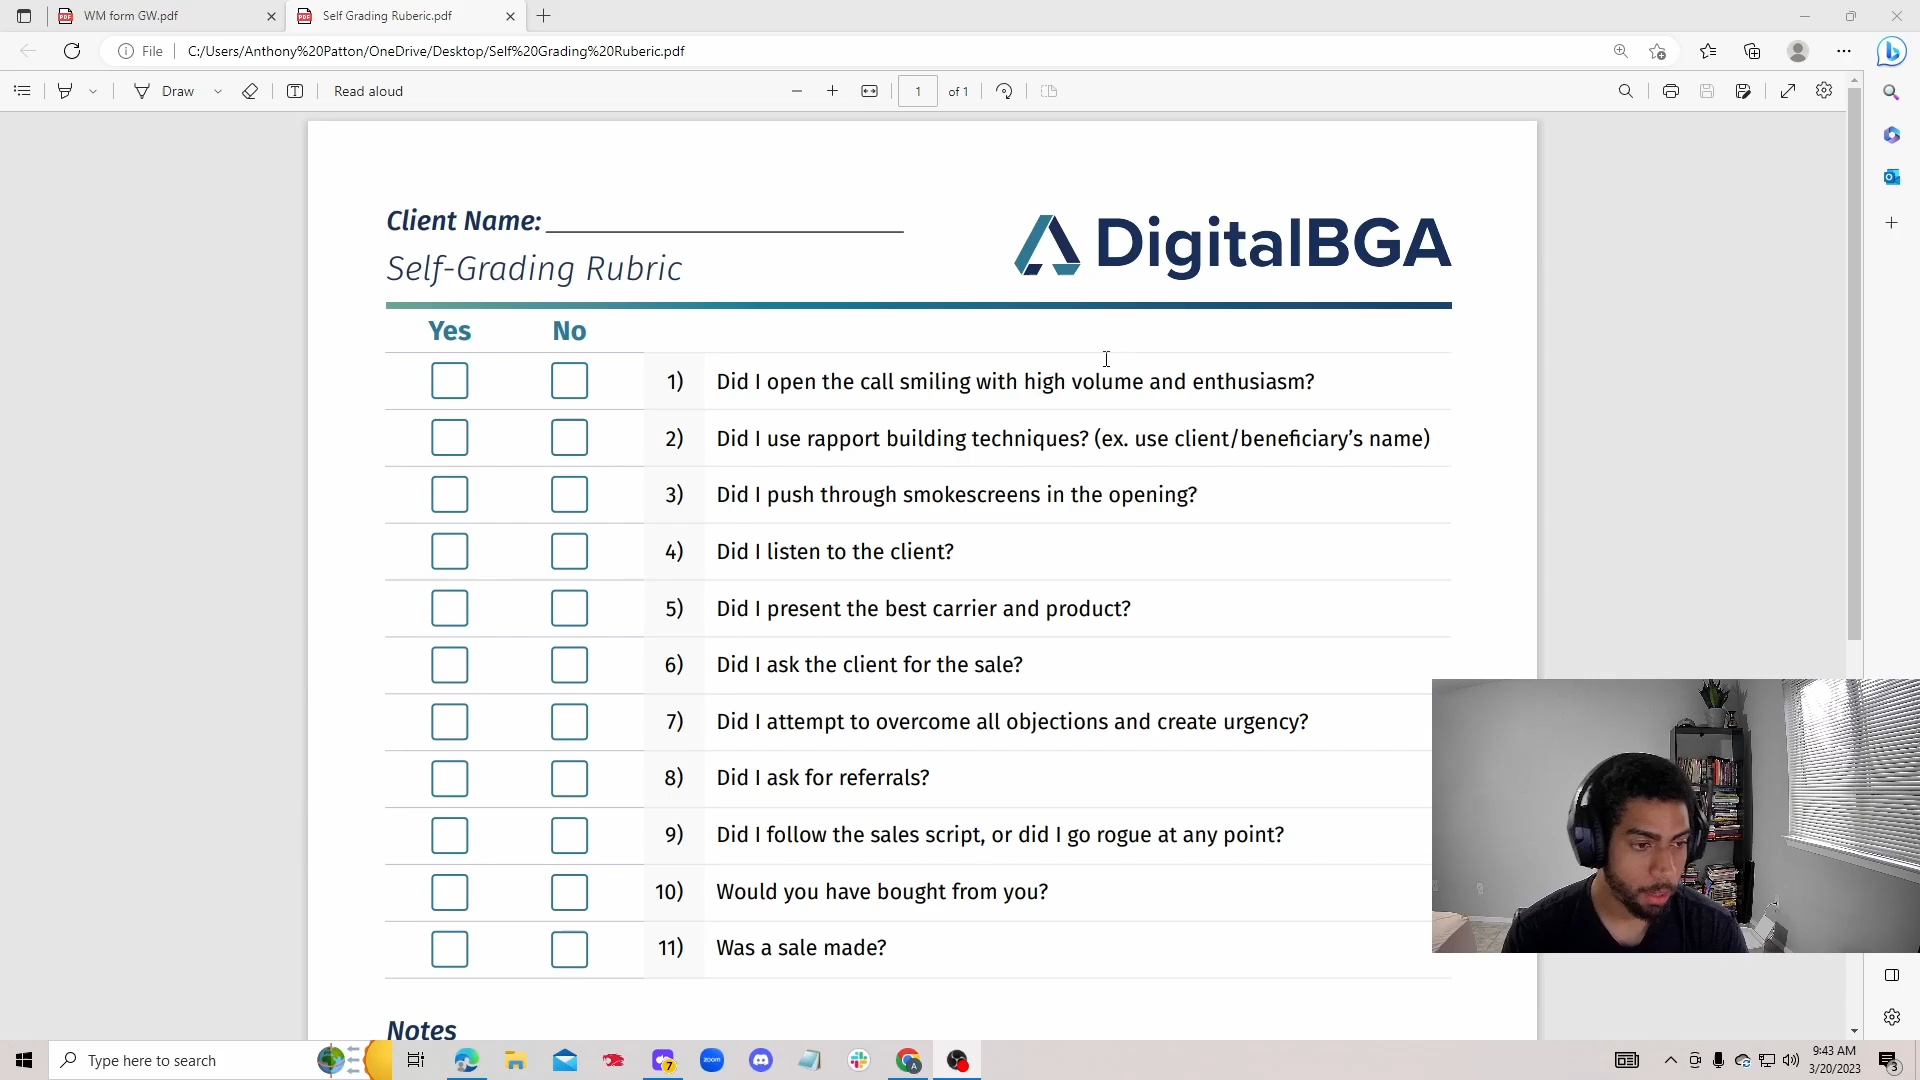 WM form GW.pdf
Self Grading Ruberic.pdf
File
C:/Users/Anthony%20Patton/OneDrive/Desktop/Self%20Grading%20Ruberic.pdf
Draw
Read aloud
1
of 1
Client Name:
DigitalBGA
Self-Grading Rubric
Yes No
1) Did I open the call smiling with high volume and enthusiasm?
2) Did I use rapport building techniques? (ex. use client/beneficiary's name)
3) Did I push through smokescreens in the opening?
4) Did I listen to the client?
5) Did I present the best carrier and product?
6) Did I ask the client for the sale?
7) Did I attempt to overcome all objections and create urgency?
8) Did I ask for referrals?
9) Did I follow the sales script, or did I go rogue at any point?
10) Would you have bought from you?
11) Was a sale made?
Notes
Type here to search
7
zoom
A
9:43 AM
3/20/2023
3